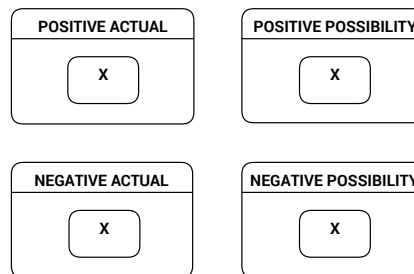 POSITIVE ACTUAL
X
POSITIVE POSSIBILITY
X
NEGATIVE ACTUAL
X
NEGATIVE POSSIBILITY
X